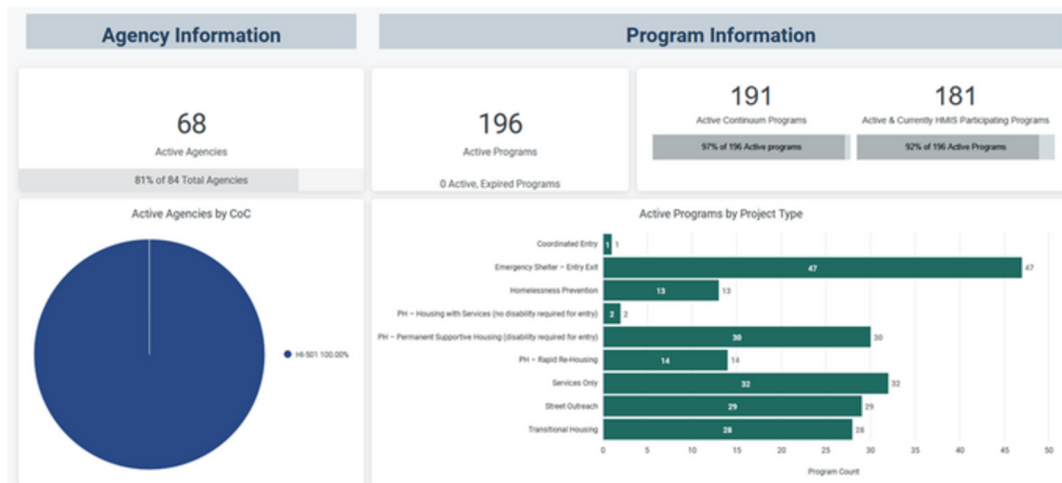 Agency Information
Program Information
68
Active Agencies
81% of 84 Total Agencies
196
Active Programs
0 Active, Expired Programs
191
Active Continuum Programs
97% of 196 Active programs
181
Active & Currently HMIS Participating Programs
92% of 196 Active Programs
Active Agencies by CoC
HI-501 100.00%
Active Programs by Project Type
Coordinated Entry 1 1
Emergency Shelter – Entry Exit 47 47
Homelessness Prevention 13 13
PH – Housing with Services (no disability required for entry) 2 2
PH – Permanent Supportive Housing (disability required for entry) 30 30
PH – Rapid Re-Housing 14 14
Services Only 32 32
Street Outreach 29 29
Transitional Housing 28 28
0 5 10 15 20 25 30 35 40 45 50
Program Count